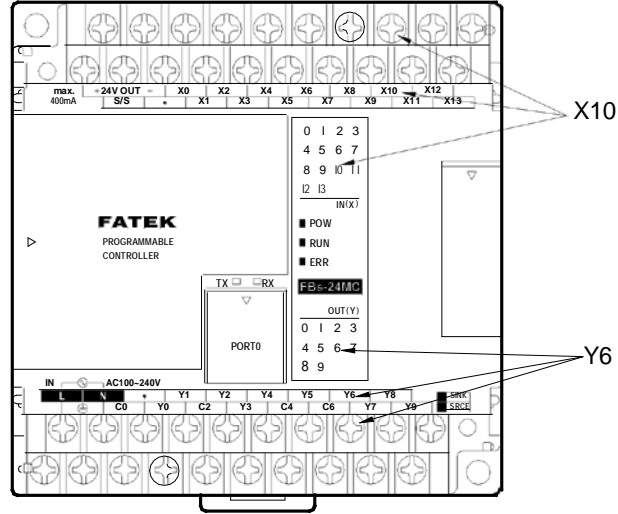 max. +24V OUT − X0 X2 X4 X6 X8 X10 X12
400mA S/S • X1 X3 X5 X7 X9 X11 X13
X10
0 1 2 3
4 5 6 7
8 9 10 11
12 13
IN(X)
POW
RUN
ERR
FBs-24MC
OUT(Y)
0 1 2 3
4 5 6 7
8 9
FATEK
PROGRAMMABLE
CONTROLLER
TX RX
PORT0
Y6
IN AC100~240V
L N • Y1 Y2 Y4 Y5 Y6 Y8 SINK
C0 Y0 C2 Y3 C4 C6 Y7 Y9 SRCE